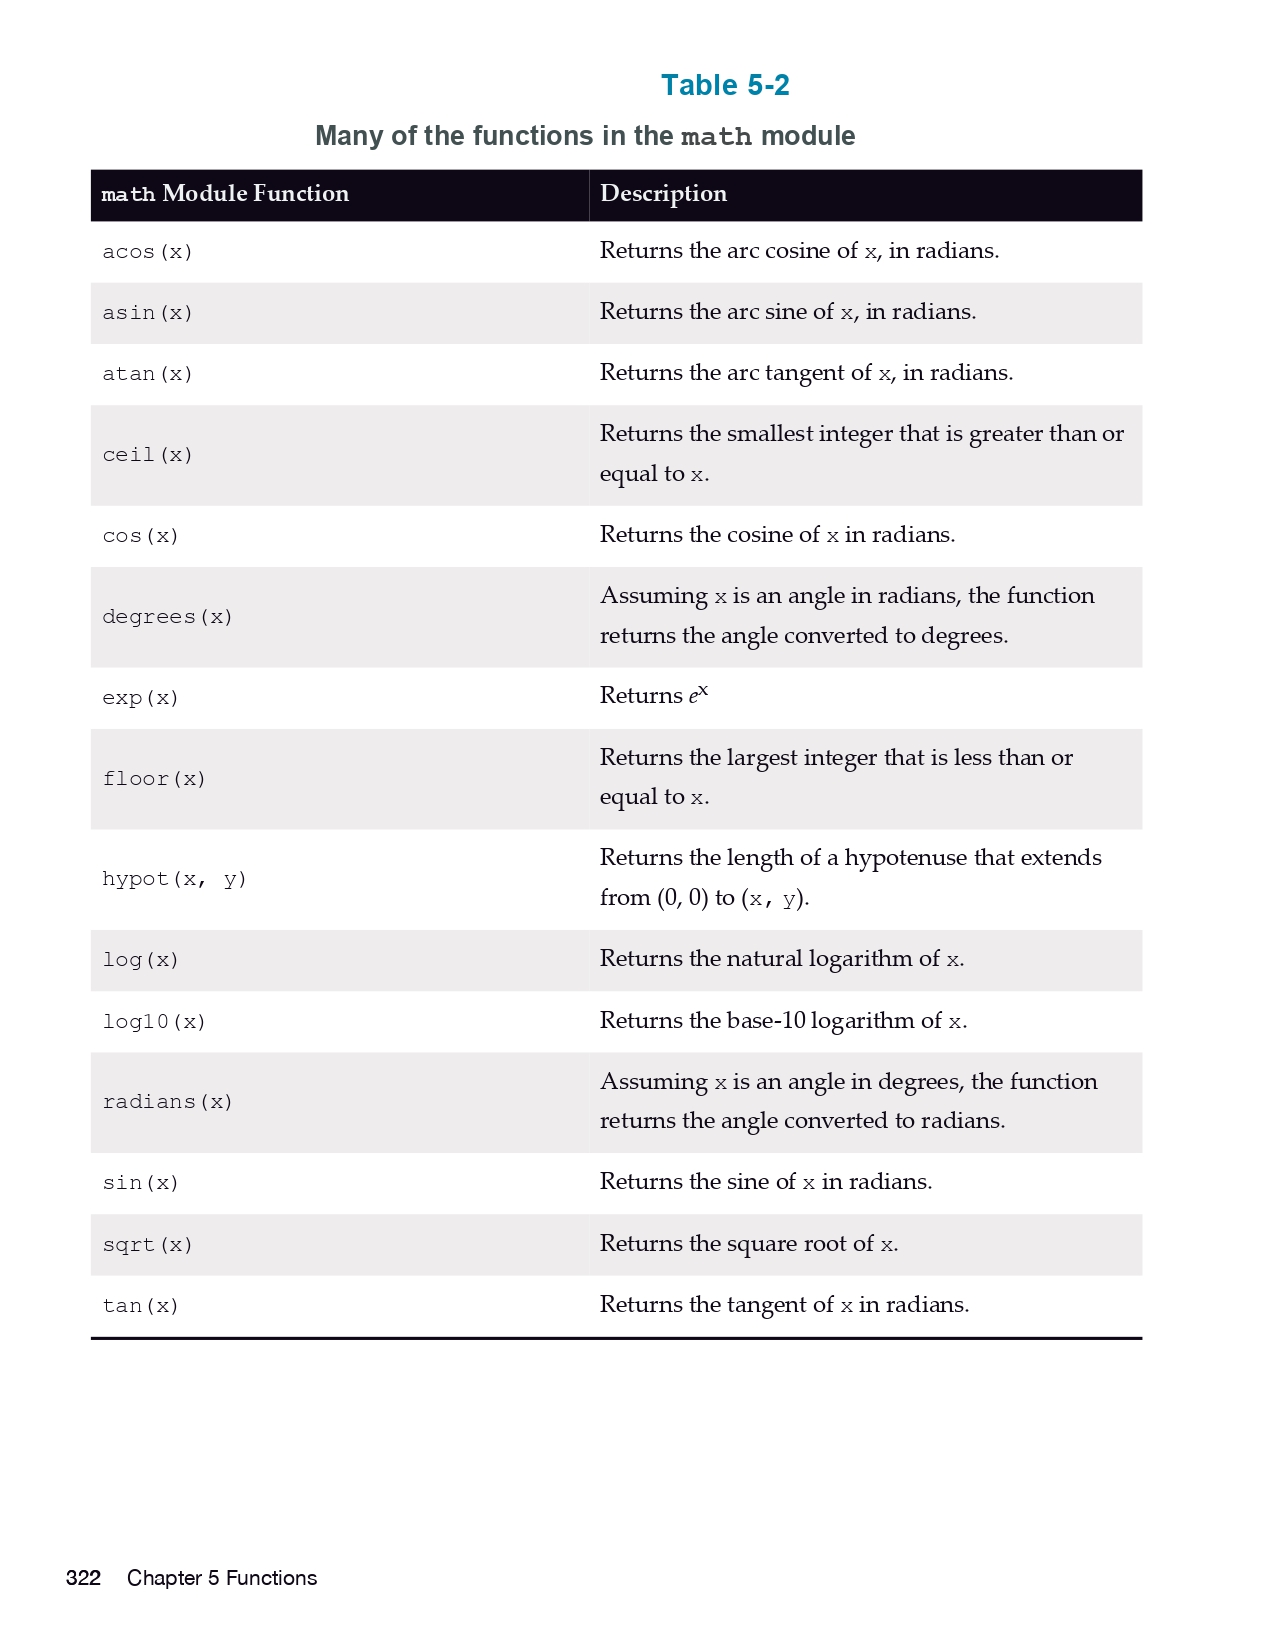 Table 5-2
Many of the functions in the math module
math Module Function Description
acos(x) Returns the arc cosine of x, in radians.
asin(x) Returns the arc sine of x, in radians.
atan(x) Returns the arc tangent of x, in radians.
ceil(x) Returns the smallest integer that is greater than or
equal to x.
cos(x) Returns the cosine of x in radians.
degrees(x) Assuming x is an angle in radians, the function
returns the angle converted to degrees.
exp(x) Returns eˣ
floor(x) Returns the largest integer that is less than or
equal to x.
hypot(x, y) Returns the length of a hypotenuse that extends
from (0, 0) to (x, y).
log(x) Returns the natural logarithm of x.
log10(x) Returns the base-10 logarithm of x.
radians(x) Assuming x is an angle in degrees, the function
returns the angle converted to radians.
sin(x) Returns the sine of x in radians.
sqrt(x) Returns the square root of x.
tan(x) Returns the tangent of x in radians.
322 Chapter 5 Functions